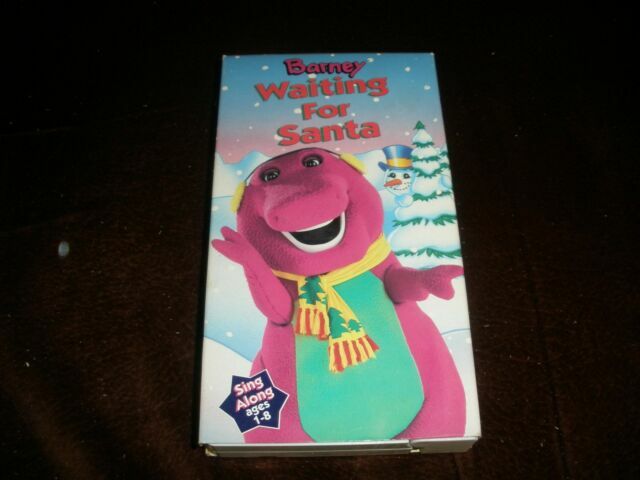 Barney
Waiting
For
Santa
Sing
Along
ages
1-8